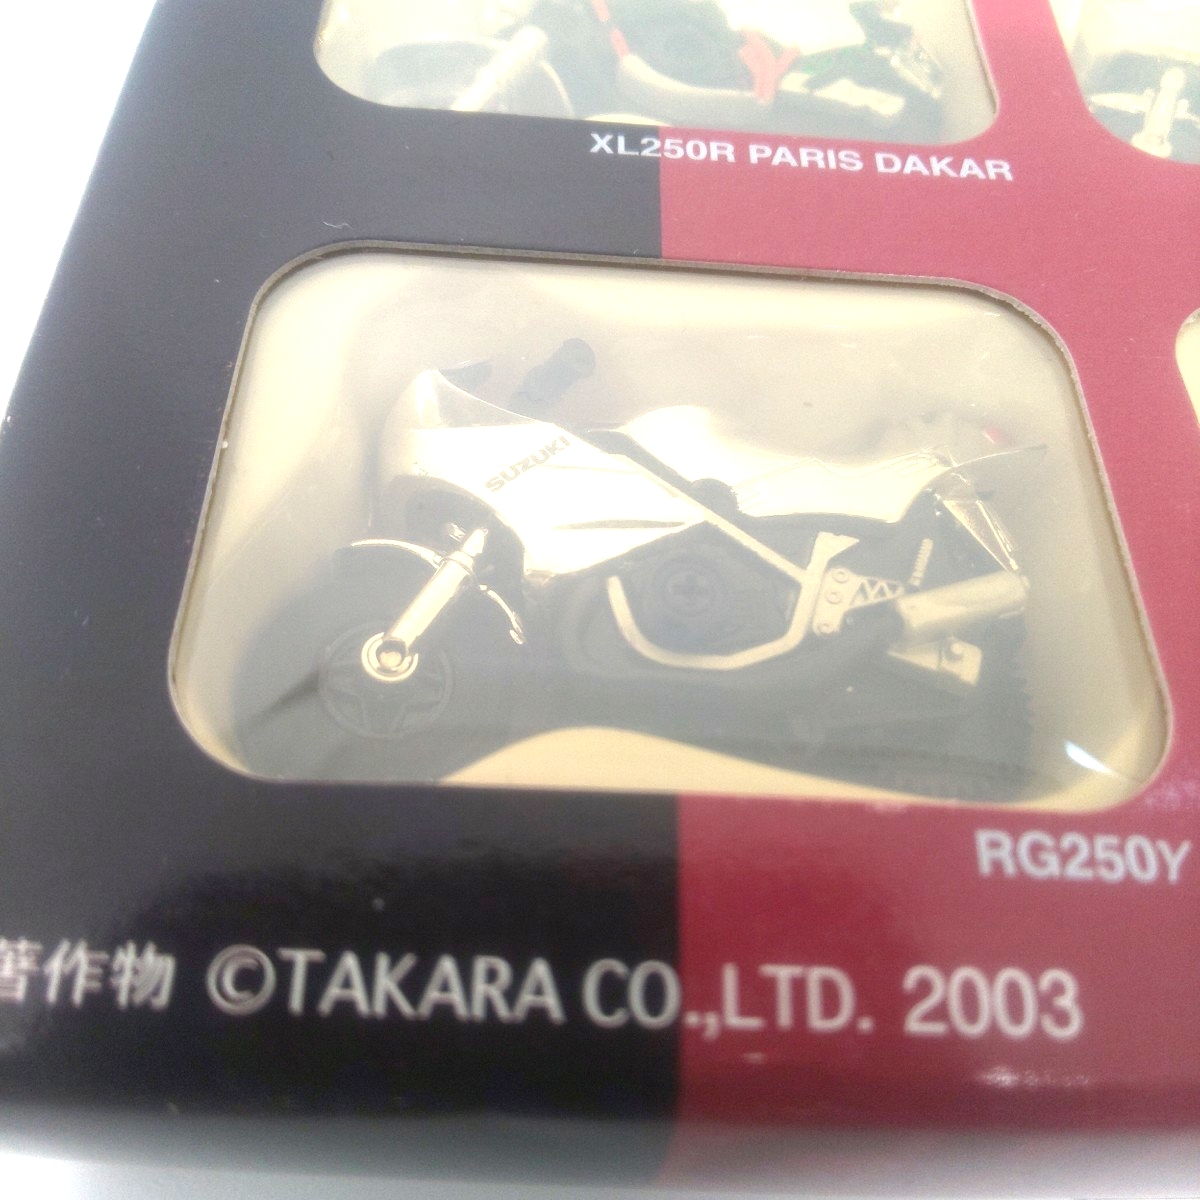 XL250R PARIS DAKAR
SUZUKI
RG250Y
著作物 ©TAKARA CO.,LTD. 2003